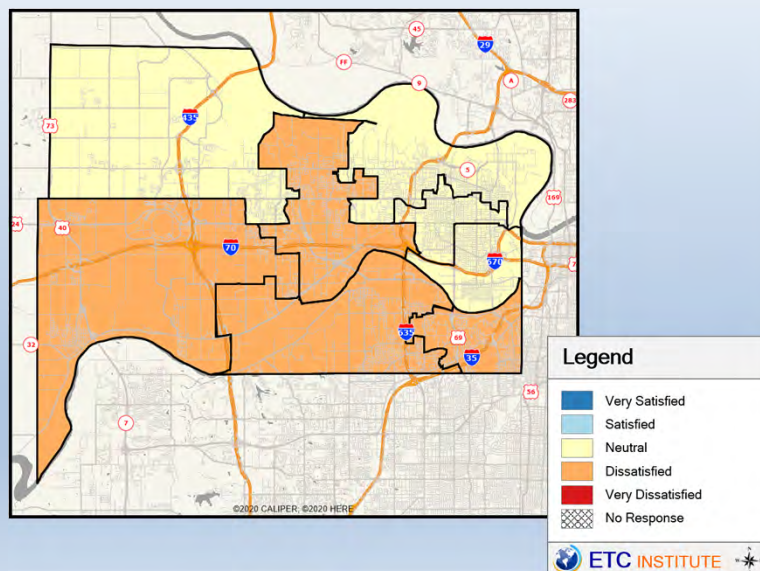 45
29
FF
A
9
283
435
73
5
169
24
40
70
670
635
69
32
35
56
7
©2020 CALIPER; ©2020 HERE
Legend
Very Satisfied
Satisfied
Neutral
Dissatisfied
Very Dissatisfied
No Response
ETC INSTITUTE